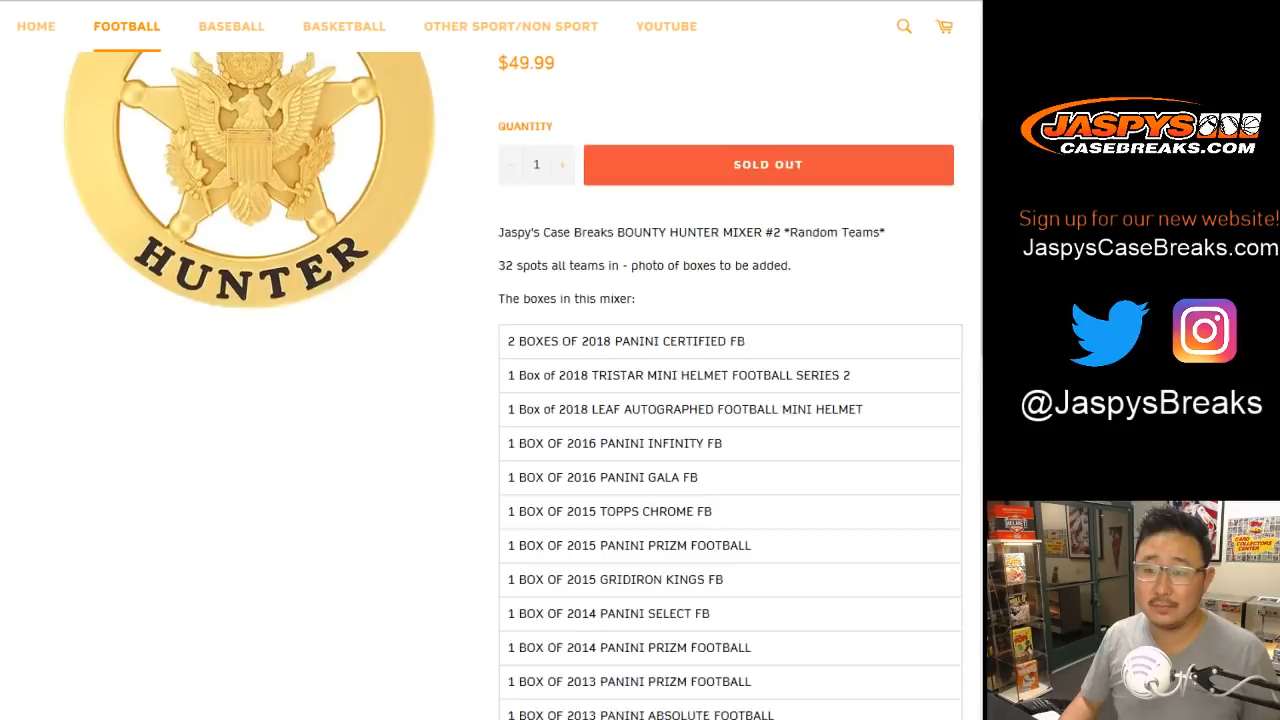 HOME
FOOTBALL
BASEBALL
BASKETBALL
OTHER SPORT/NON SPORT
YOUTUBE
HUNTER
$49.99
QUANTITY
1
SOLD OUT
Jaspy's Case Breaks BOUNTY HUNTER MIXER #2 *Random Teams*
32 spots all teams in - photo of boxes to be added.
The boxes in this mixer:
2 BOXES OF 2018 PANINI CERTIFIED FB
1 Box of 2018 TRISTAR MINI HELMET FOOTBALL SERIES 2
1 Box of 2018 LEAF AUTOGRAPHED FOOTBALL MINI HELMET
1 BOX OF 2016 PANINI INFINITY FB
1 BOX OF 2016 PANINI GALA FB
1 BOX OF 2015 TOPPS CHROME FB
1 BOX OF 2015 PANINI PRIZM FOOTBALL
1 BOX OF 2015 GRIDIRON KINGS FB
1 BOX OF 2014 PANINI SELECT FB
1 BOX OF 2014 PANINI PRIZM FOOTBALL
1 BOX OF 2013 PANINI PRIZM FOOTBALL
1 BOX OF 2013 PANINI ABSOLUTE FOOTBALL
JASPYS
CASEBREAKS.COM
Sign up for our new website!
JaspysCaseBreaks.com
@JaspysBreaks